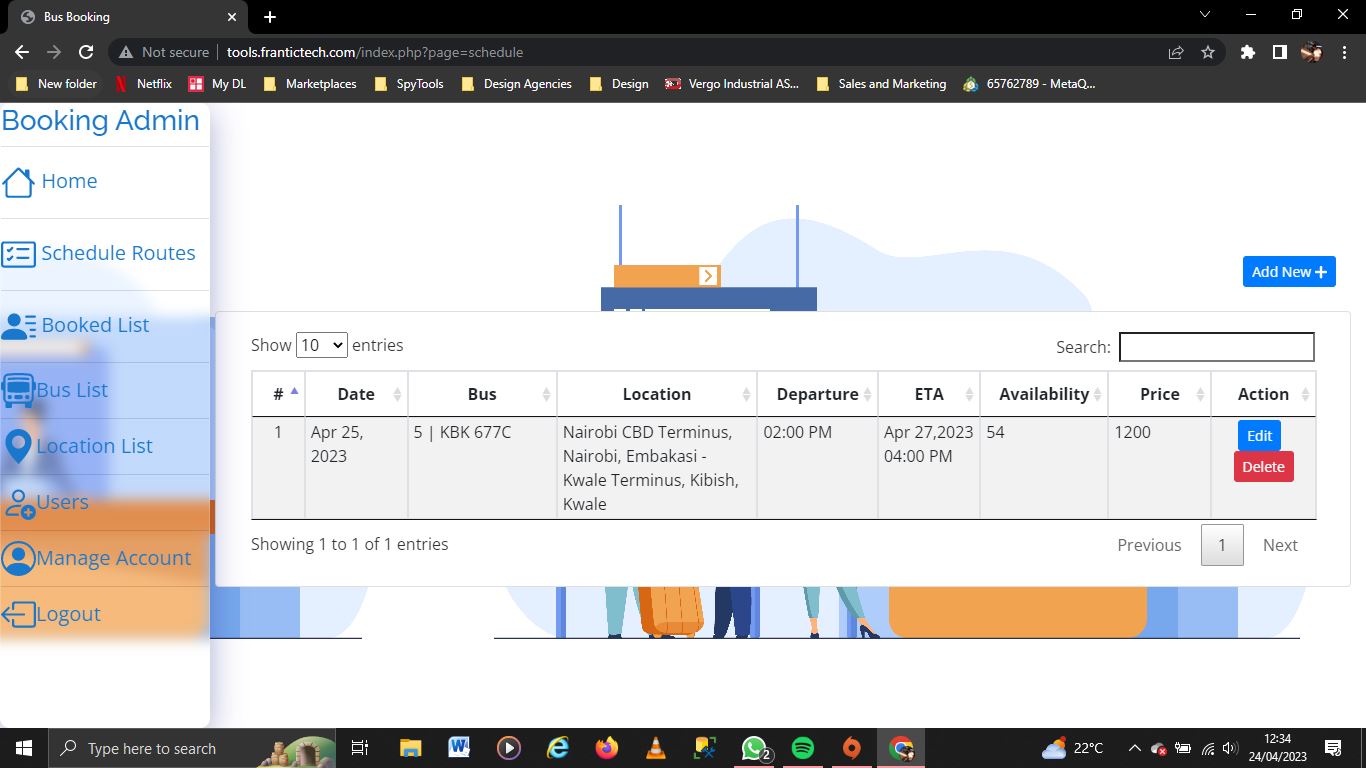 Bus Booking
Not secure
tools.frantictech.com/index.php?page=schedule
New folder
Netflix
My DL
Marketplaces
SpyTools
Design Agencies
Design
Vergo Industrial AS...
Sales and Marketing
65762789 - MetaQ...
Booking Admin
Home
Schedule Routes
Booked List
Bus List
Location List
Users
Manage Account
Logout
Add New
Show 10 entries
Search:
# Date Bus Location Departure ETA Availability Price Action
1 Apr 25, 5 | KBK 677C Nairobi CBD Terminus, 02:00 PM Apr 27,2023 54 1200 Edit
2023 Nairobi, Embakasi - 04:00 PM Delete
Kwale Terminus, Kibish,
Kwale
Showing 1 to 1 of 1 entries
Previous 1 Next
Type here to search
2
22°C
12:34
24/04/2023